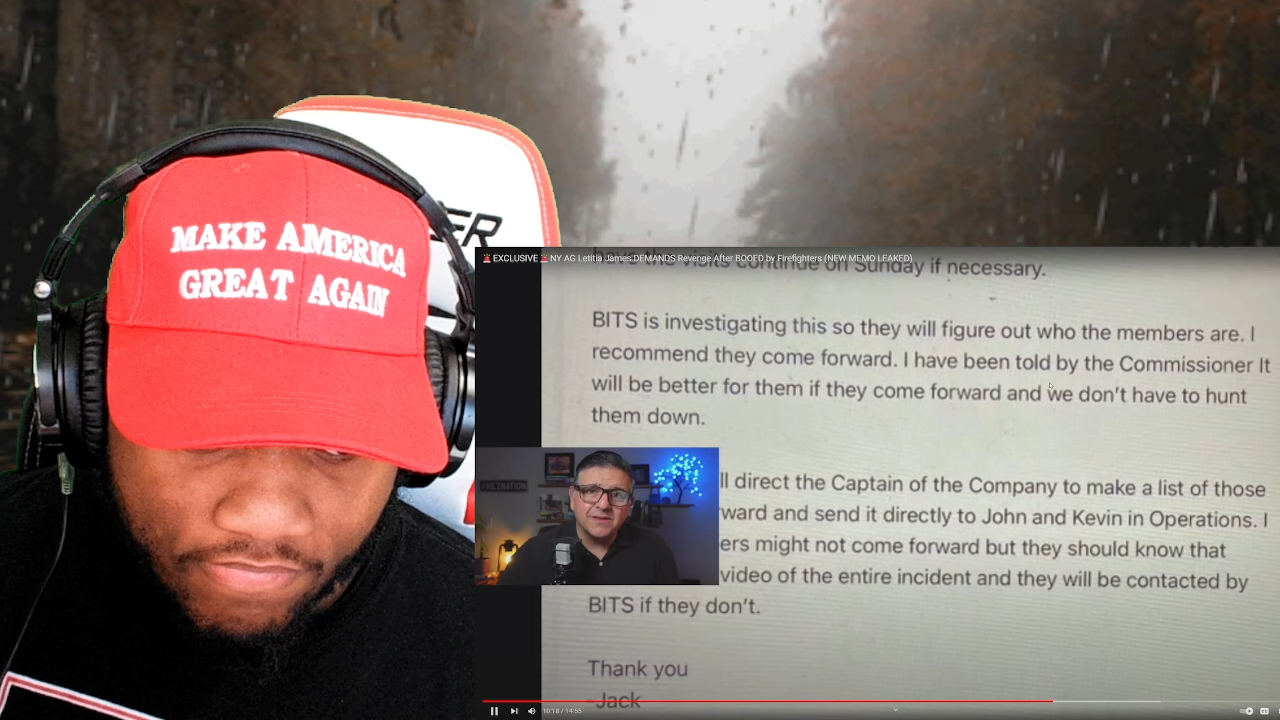 MAKE AMERICA
GREAT AGAIN
ER
EXCLUSIVE NY AG Letitia James DEMANDS Revenge After BOOED by Firefighters (NEW MEMO LEAKED)
the visits continue on Sunday if necessary.
BITS is investigating this so they will figure out who the members are. I
recommend they come forward. I have been told by the Commissioner It
will be better for them if they come forward and we don't have to hunt
them down.
ll direct the Captain of the Company to make a list of those
ward and send it directly to John and Kevin in Operations. I
ers might not come forward but they should know that
video of the entire incident and they will be contacted by
BITS if they don't.
Thank you
-Jack
10:18 / 14:55